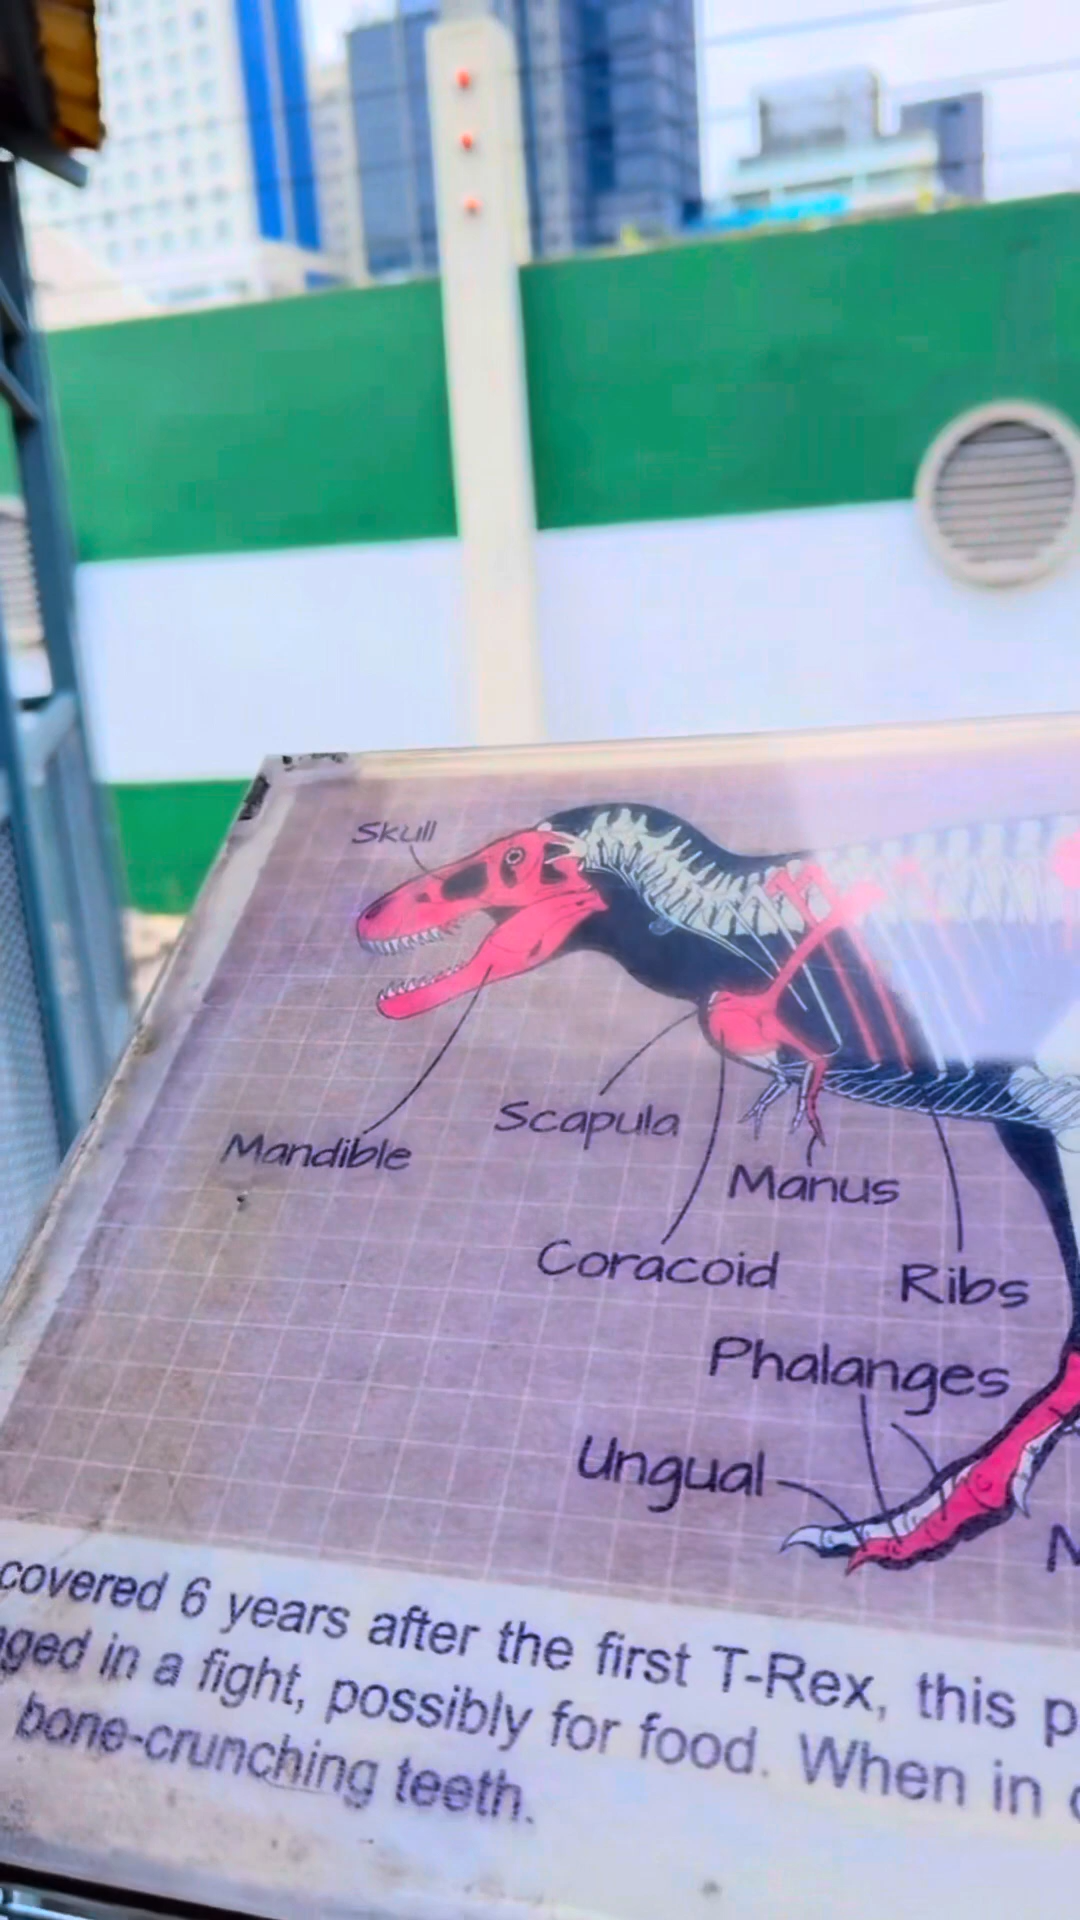 Skull
Mandible
Scapula
Manus
Coracoid
Ribs
Phalanges
Ungual
covered 6 years after the first T-Rex, this
in a fight, possibly for food. When in
bone-crunching teeth.